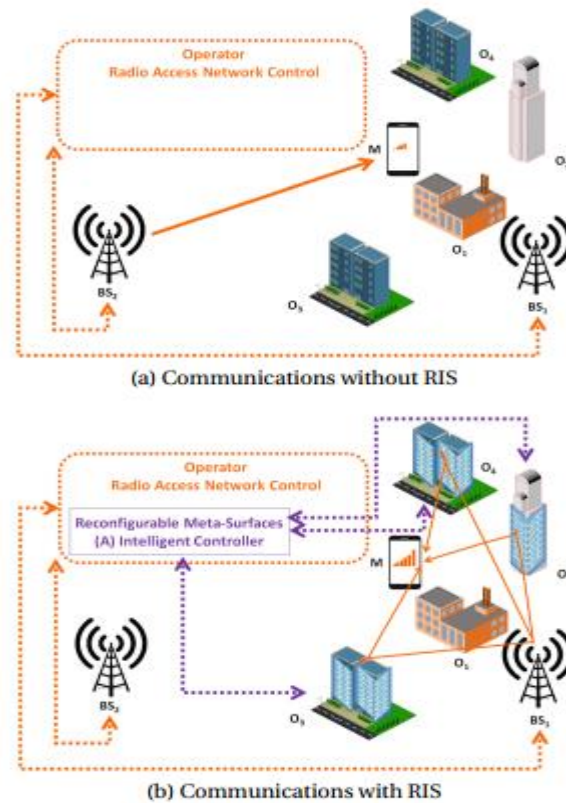 Operator
Radio Access Network Control
O₄
M
O
O₁
BS₂
O₃
BS₁
(a) Communications without RIS
Operator
Radio Access Network Control
O₄
Reconfigurable Meta-Surfaces
(A) Intelligent Controller
M
O
O₁
BS₂
O₃
BS₁
(b) Communications with RIS